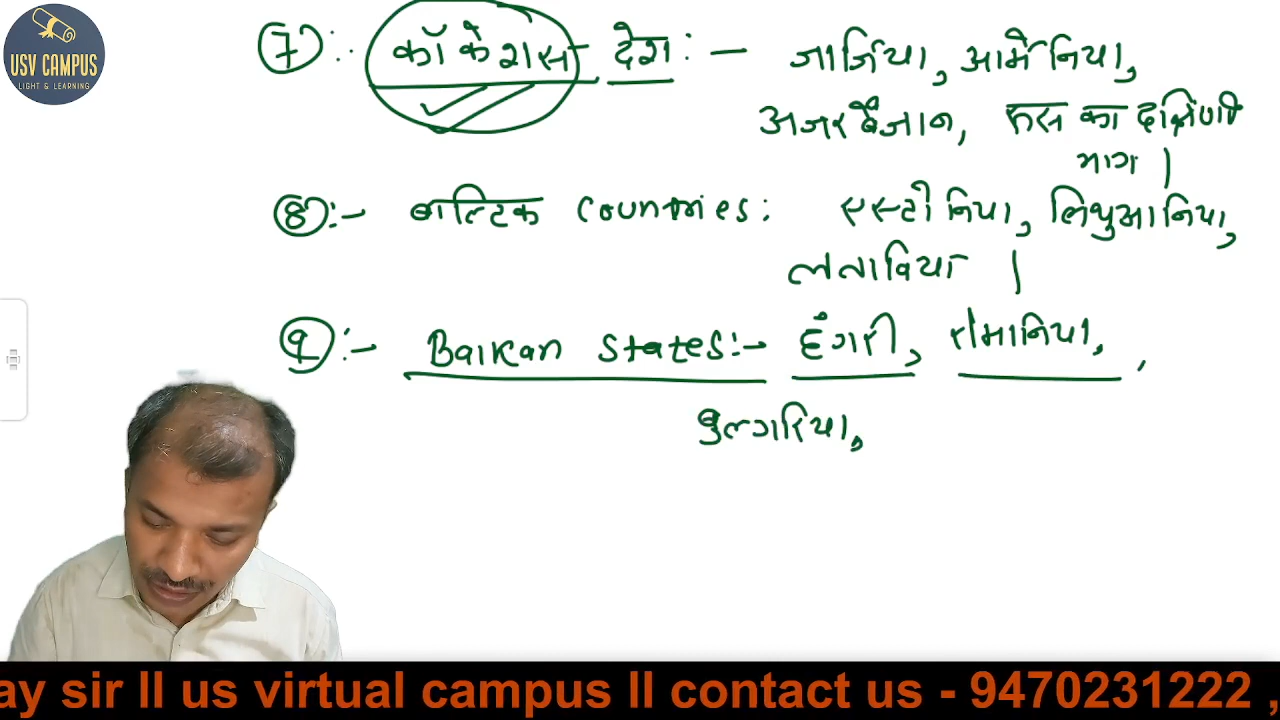 USV CAMPUS
LIGHT & LEARNING
7 :- कॉकेशस देश :- जार्जिया, आर्मेनिया,
अजरबैजान, रूस का दक्षिणी
भाग |
8 :- बाल्टिक countries : एस्टोनिया, लिथुआनिया,
लताविया |
9 :- Balkan states :- हंगरी, रोमानिया, ,
बुल्गारिया,
ay sir ll us virtual campus ll contact us - 9470231222 ,